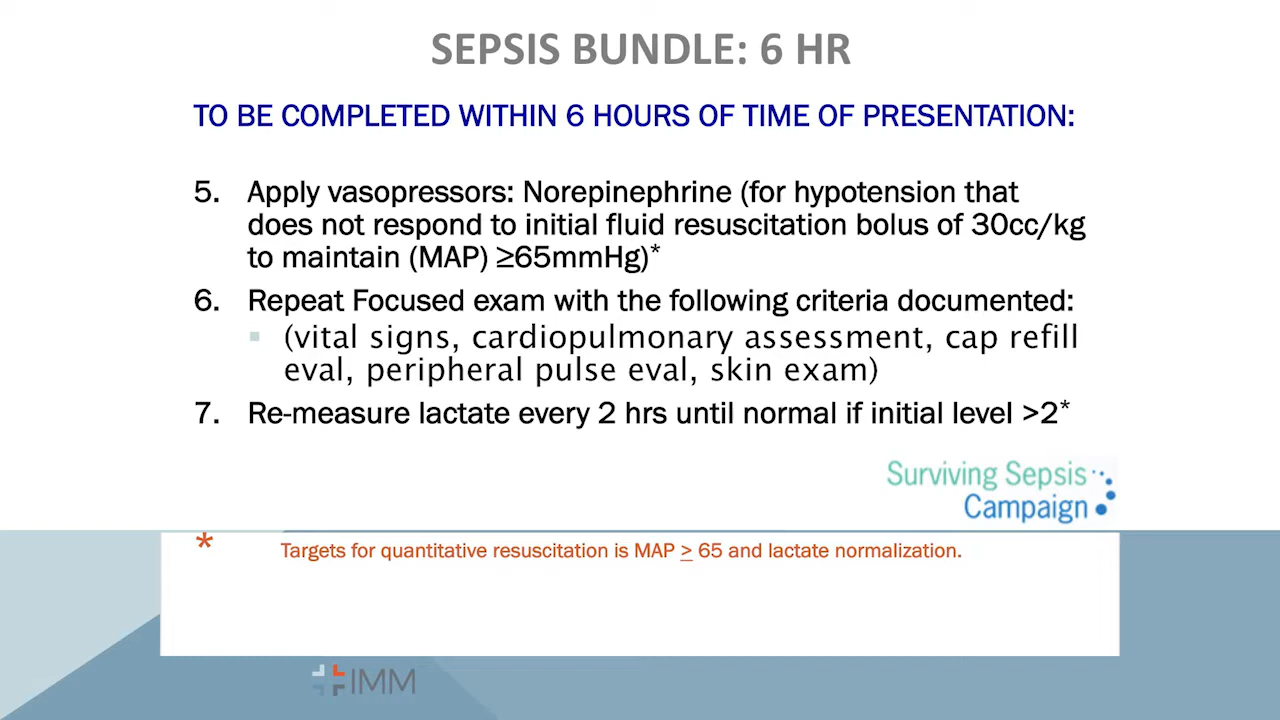 SEPSIS BUNDLE: 6 HR
TO BE COMPLETED WITHIN 6 HOURS OF TIME OF PRESENTATION:
5. Apply vasopressors: Norepinephrine (for hypotension that
does not respond to initial fluid resuscitation bolus of 30cc/kg
to maintain (MAP) ≥65mmHg)*
6. Repeat Focused exam with the following criteria documented:
▪ (vital signs, cardiopulmonary assessment, cap refill
eval, peripheral pulse eval, skin exam)
7. Re-measure lactate every 2 hrs until normal if initial level >2*
Surviving Sepsis
Campaign
* Targets for quantitative resuscitation is MAP ≥ 65 and lactate normalization.
IMM